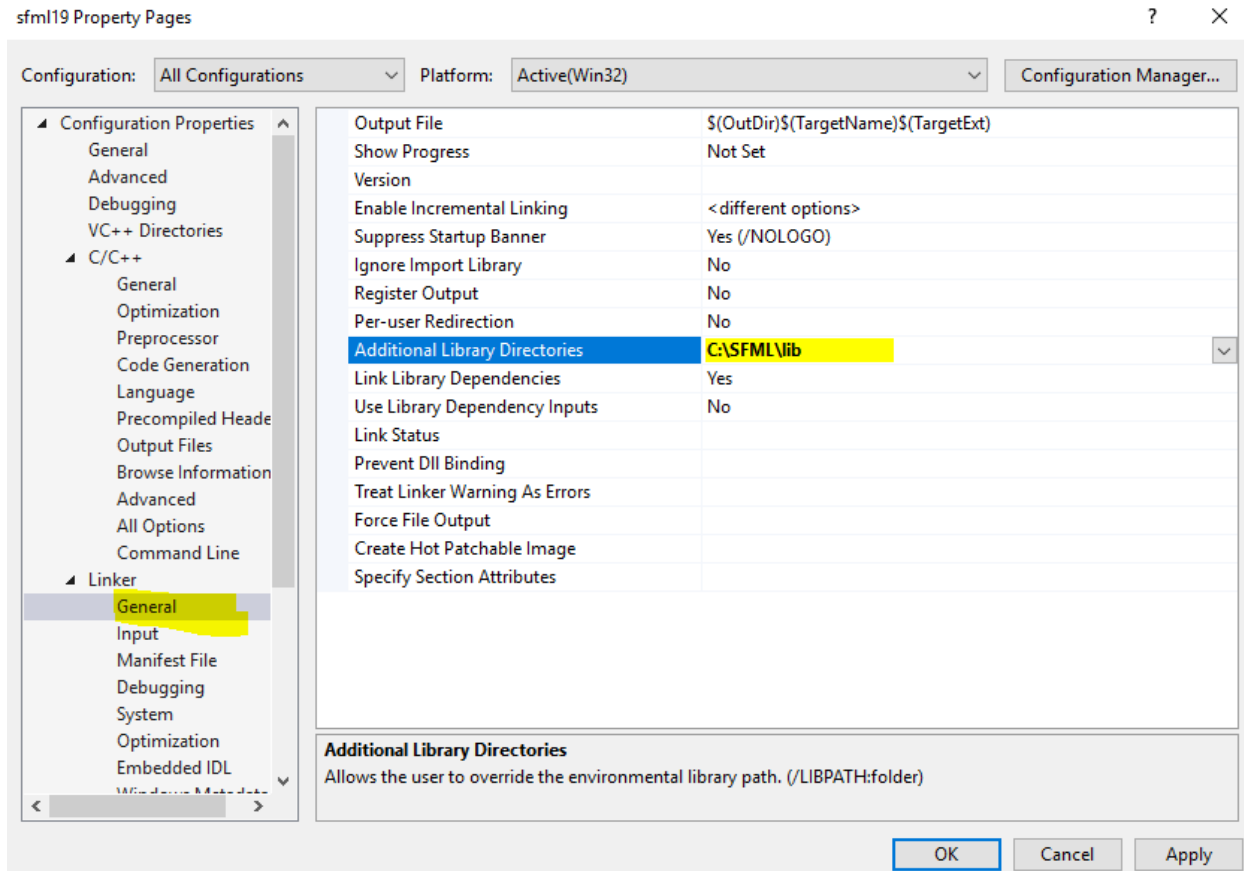 sfml19 Property Pages
Configuration: All Configurations Platform: Active(Win32) Configuration Manager...
Configuration Properties
General
Advanced
Debugging
VC++ Directories
C/C++
General
Optimization
Preprocessor
Code Generation
Language
Precompiled Heade
Output Files
Browse Information
Advanced
All Options
Command Line
Linker
General
Input
Manifest File
Debugging
System
Optimization
Embedded IDL
Windows Metadata
Output File $(OutDir)$(TargetName)$(TargetExt)
Show Progress Not Set
Version
Enable Incremental Linking <different options>
Suppress Startup Banner Yes (/NOLOGO)
Ignore Import Library No
Register Output No
Per-user Redirection No
Additional Library Directories C:\SFML\lib
Link Library Dependencies Yes
Use Library Dependency Inputs No
Link Status
Prevent Dll Binding
Treat Linker Warning As Errors
Force File Output
Create Hot Patchable Image
Specify Section Attributes
Additional Library Directories
Allows the user to override the environmental library path. (/LIBPATH:folder)
OK Cancel Apply